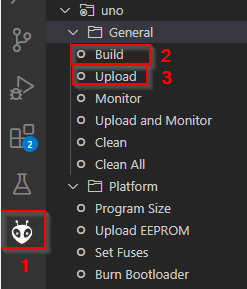 uno
General
Build 2
Upload 3
Monitor
Upload and Monitor
2
Clean
Clean All
Platform
Program Size
Upload EEPROM
1
Set Fuses
Burn Bootloader